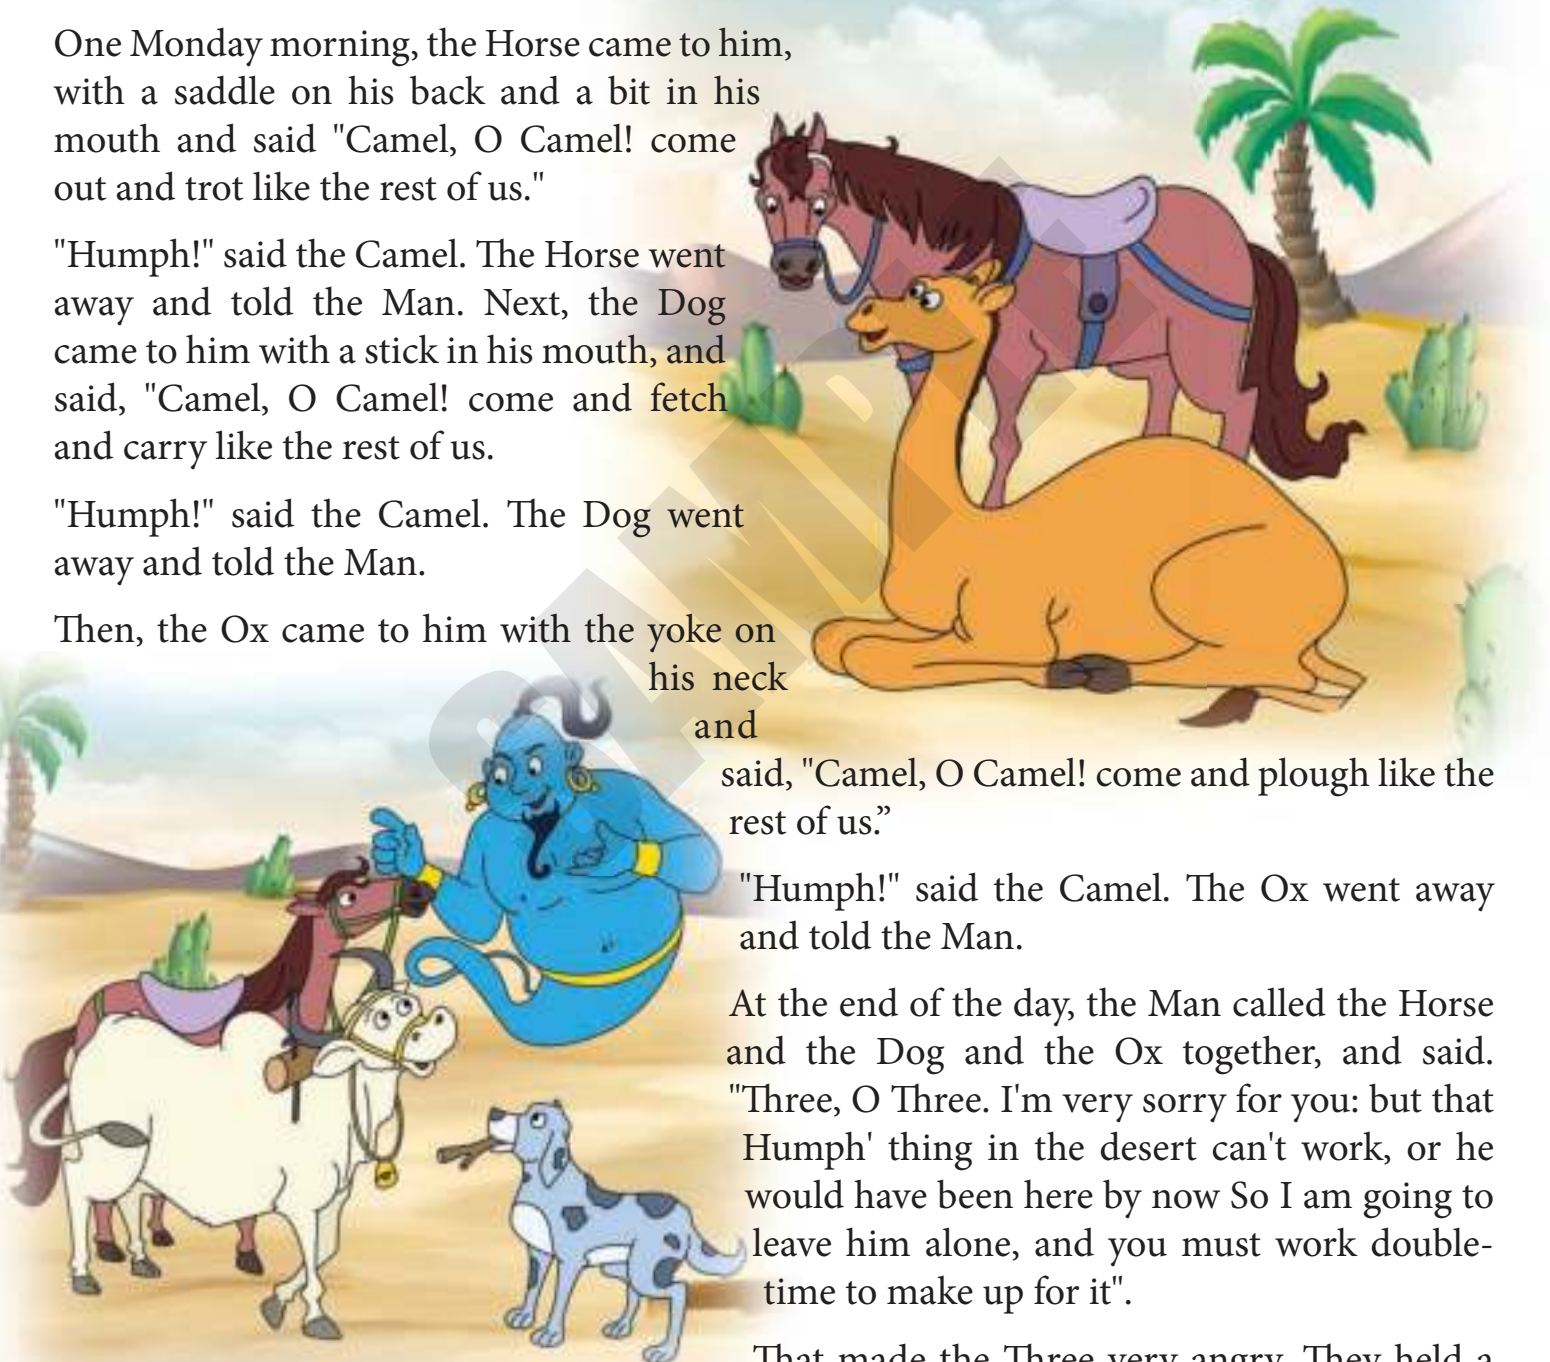 One Monday morning, the Horse came to him,
with a saddle on his back and a bit in his
mouth and said "Camel, O Camel! come
out and trot like the rest of us."
"Humph!" said the Camel. The Horse went
away and told the Man. Next, the Dog
came to him with a stick in his mouth, and
said, "Camel, O Camel! come and fetch
and carry like the rest of us.
"Humph!" said the Camel. The Dog went
away and told the Man.
Then, the Ox came to him with the yoke on
his neck
and
said, "Camel, O Camel! come and plough like the
rest of us.”
"Humph!" said the Camel. The Ox went away
and told the Man.
At the end of the day, the Man called the Horse
and the Dog and the Ox together, and said.
"Three, O Three. I'm very sorry for you: but that
Humph' thing in the desert can't work, or he
would have been here by now So I am going to
leave him alone, and you must work double-
time to make up for it".
That made the Three very angry. They held a
SAMPLE